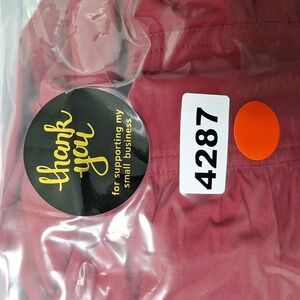 thank
you
for supporting my
small business
4287